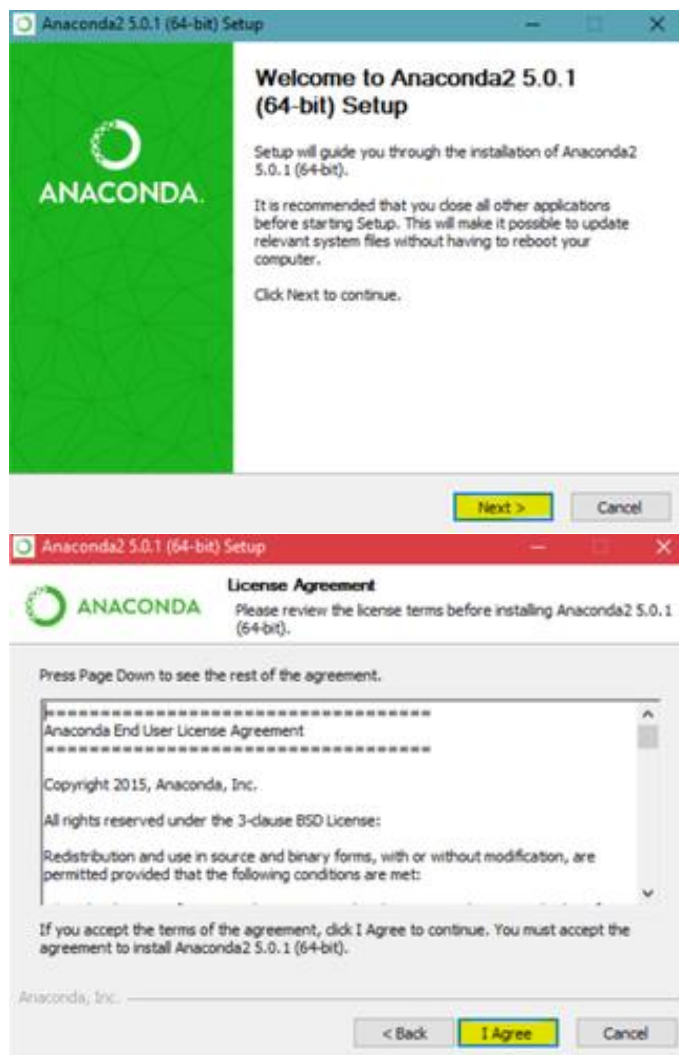 Anaconda2 5.0.1 (64-bit) Setup
Welcome to Anaconda2 5.0.1
(64-bit) Setup
Setup will guide you through the installation of Anaconda2
5.0.1 (64-bit).
ANACONDA.
It is recommended that you close all other applications
before starting Setup. This will make it possible to update
relevant system files without having to reboot your
computer.
Click Next to continue.
Next > Cancel
Anaconda2 5.0.1 (64-bit) Setup
ANACONDA
License Agreement
Please review the license terms before installing Anaconda2 5.0.1
(64-bit).
Press Page Down to see the rest of the agreement.
===================================
Anaconda End User License Agreement
===================================
Copyright 2015, Anaconda, Inc.
All rights reserved under the 3-clause BSD License:
Redistribution and use in source and binary forms, with or without modification, are
permitted provided that the following conditions are met:
If you accept the terms of the agreement, click I Agree to continue. You must accept the
agreement to install Anaconda2 5.0.1 (64-bit).
Anaconda, Inc.
< Back I Agree Cancel